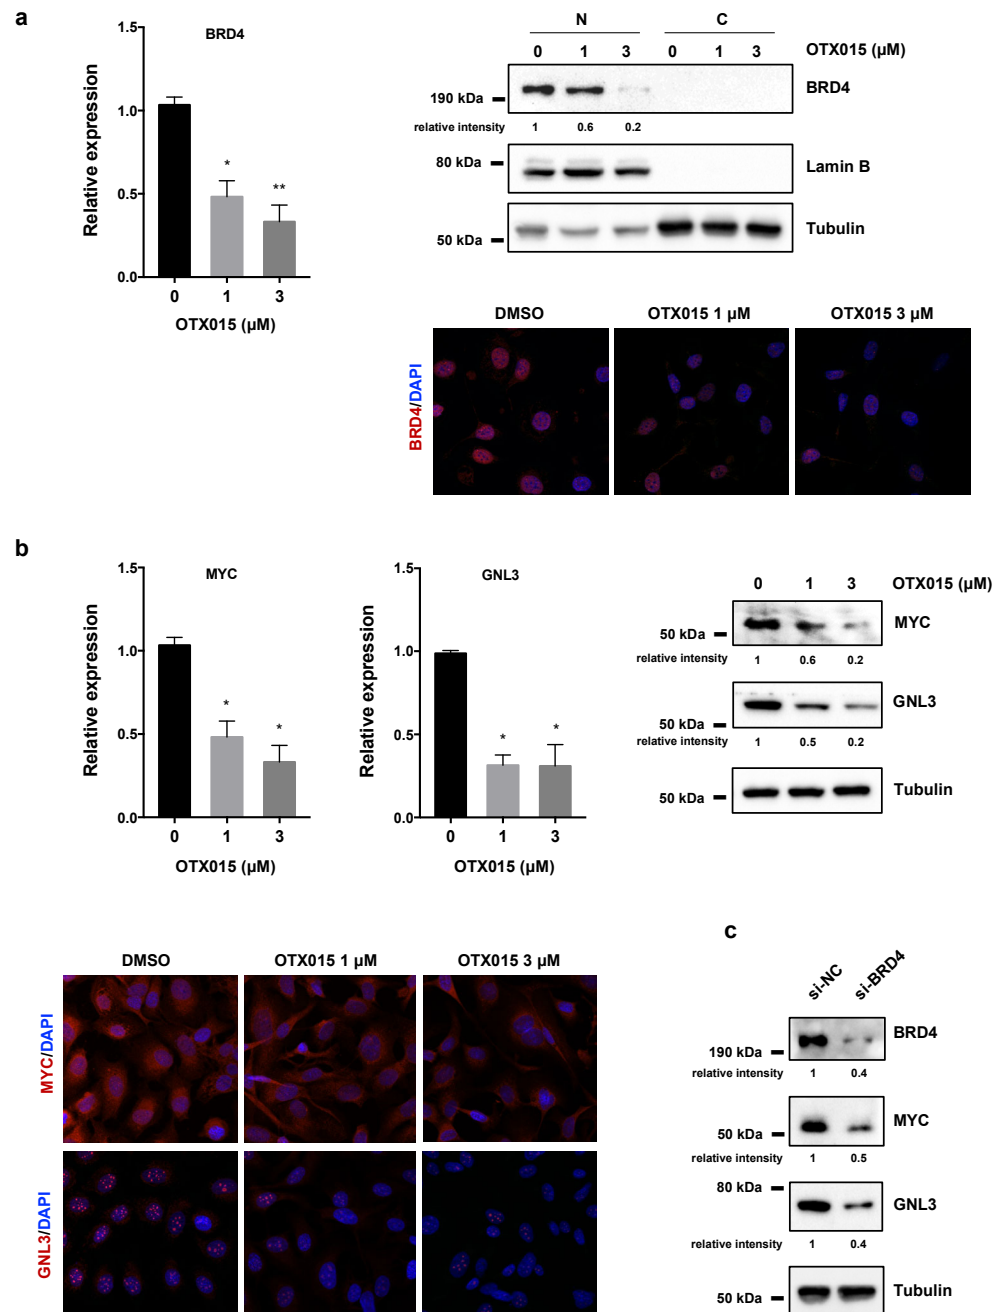 a
BRD4
1.5
1.0
0.5
0.0
Relative expression
*
**
0 1 3
OTX015 (µM)
N C
0 1 3 0 1 3 OTX015 (µM)
190 kDa BRD4
relative intensity 1 0.6 0.2
80 kDa Lamin B
50 kDa Tubulin
DMSO OTX015 1 µM OTX015 3 µM
BRD4/DAPI
b
MYC
1.5
1.0
0.5
0.0
Relative expression
* *
0 1 3
OTX015 (µM)
GNL3
1.5
1.0
0.5
0.0
Relative expression
* *
0 1 3
OTX015 (µM)
0 1 3 OTX015 (µM)
50 kDa MYC
relative intensity 1 0.6 0.2
50 kDa GNL3
relative intensity 1 0.5 0.2
50 kDa Tubulin
DMSO OTX015 1 µM OTX015 3 µM
MYC/DAPI
GNL3/DAPI
c
si-NC si-BRD4
190 kDa BRD4
relative intensity 1 0.4
50 kDa MYC
relative intensity 1 0.5
80 kDa GNL3
relative intensity 1 0.4
50 kDa Tubulin